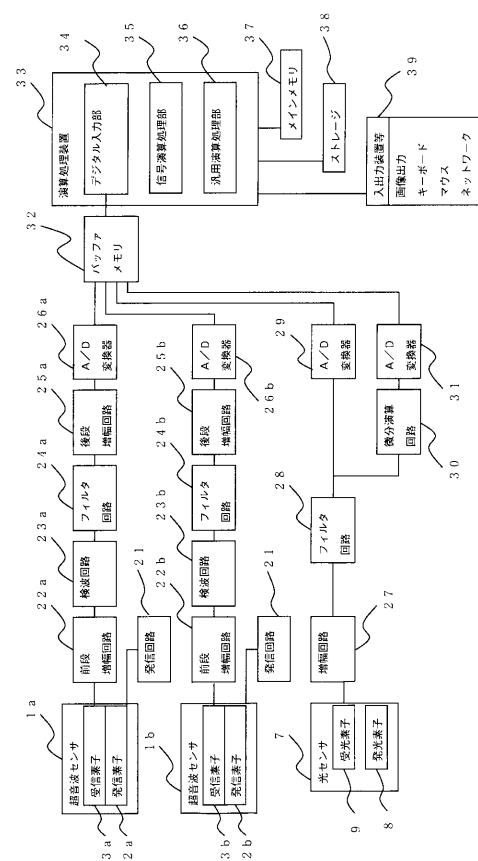 1a
超音波センサ
受信素子
発信素子
3a
2a
22a
前段
増幅回路
23a
検波回路
24a
フィルタ
回路
25a
後段
増幅回路
26a
A/D
変換器
21
発信回路
1b
超音波センサ
受信素子
発信素子
3b
2b
22b
前段
増幅回路
23b
検波回路
24b
フィルタ
回路
25b
後段
増幅回路
26b
A/D
変換器
21
発信回路
7
光センサ
受光素子
発光素子
9
8
27
増幅回路
28
フィルタ
回路
29
A/D
変換器
30
微分演算
回路
31
A/D
変換器
32
バッファ
メモリ
33
演算処理装置
34
デジタル入力部
35
信号演算処理部
36
汎用演算処理部
37
メインメモリ
38
ストレージ
39
入出力装置等
画像出力
キーボード
マウス
ネットワーク